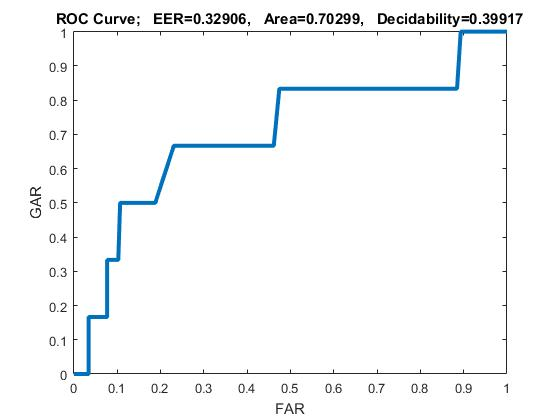 ROC Curve;   EER=0.32906,   Area=0.70299,   Decidability=0.39917
1
0.9
0.8
0.7
0.6
0.5
0.4
0.3
0.2
0.1
0
GAR
0 0.1 0.2 0.3 0.4 0.5 0.6 0.7 0.8 0.9 1
FAR